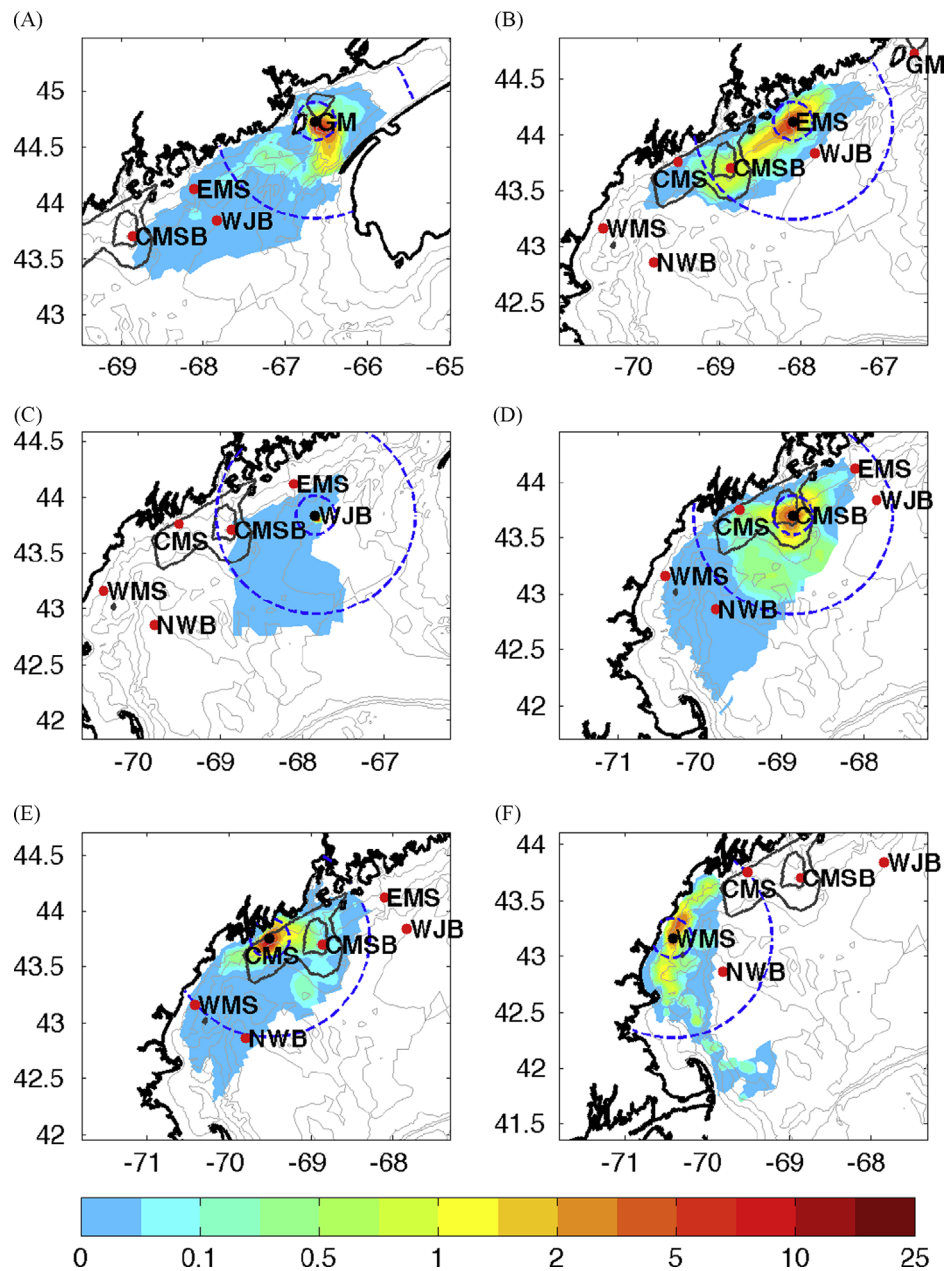 (A)
45
44.5
44
43.5
43
GM
EMS
WJB
CMSB
-69 -68 -67 -66 -65
(B)
44.5
44
43.5
43
42.5
GM
EMS
WJB
CMS CMSB
WMS
NWB
-70 -69 -68 -67
(C)
44.5
44
43.5
43
42.5
42
EMS
WJB
CMSB
CMS
WMS
NWB
-70 -69 -68 -67
(D)
44
43.5
43
42.5
42
EMS
WJB
CMSB
CMS
WMS
NWB
-71 -70 -69 -68
(E)
44.5
44
43.5
43
42.5
42
EMS
WJB
CMSB
CMS
WMS
NWB
-71 -70 -69 -68
(F)
44
43.5
43
42.5
42
41.5
WJB
CMS CMSB
WMS
NWB
-71 -70 -69 -68
0 0.1 0.5 1 2 5 10 25